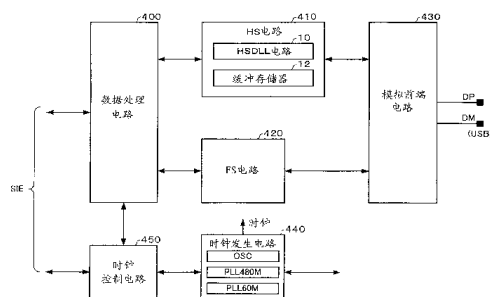 400
数据处理
电路
410
HS电路
10
HSDLL电路
12
缓冲存储器
430
模拟前端
电路
DP
DM
(USB
420
FS电路
SIE
时钟
440
时钟发生电路
OSC
PLL480M
PLL60M
450
时钟
控制电路